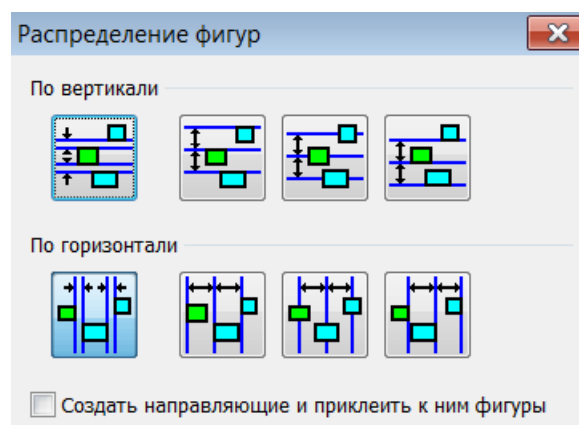 Распределение фигур
По вертикали
По горизонтали
Создать направляющие и приклеить к ним фигуры